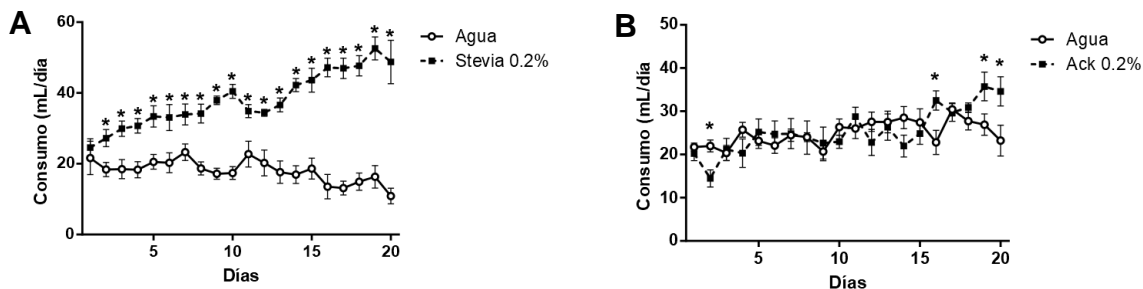 A
Agua
Stevia 0.2%
Consumo (mL/día)
60
40
20
0
* * * * * * * * * * * * * * * * * * *
5 10 15 20
Días
B
Agua
Ack 0.2%
Consumo (mL/día)
50
40
30
20
10
0
* * * *
5 10 15 20
Días